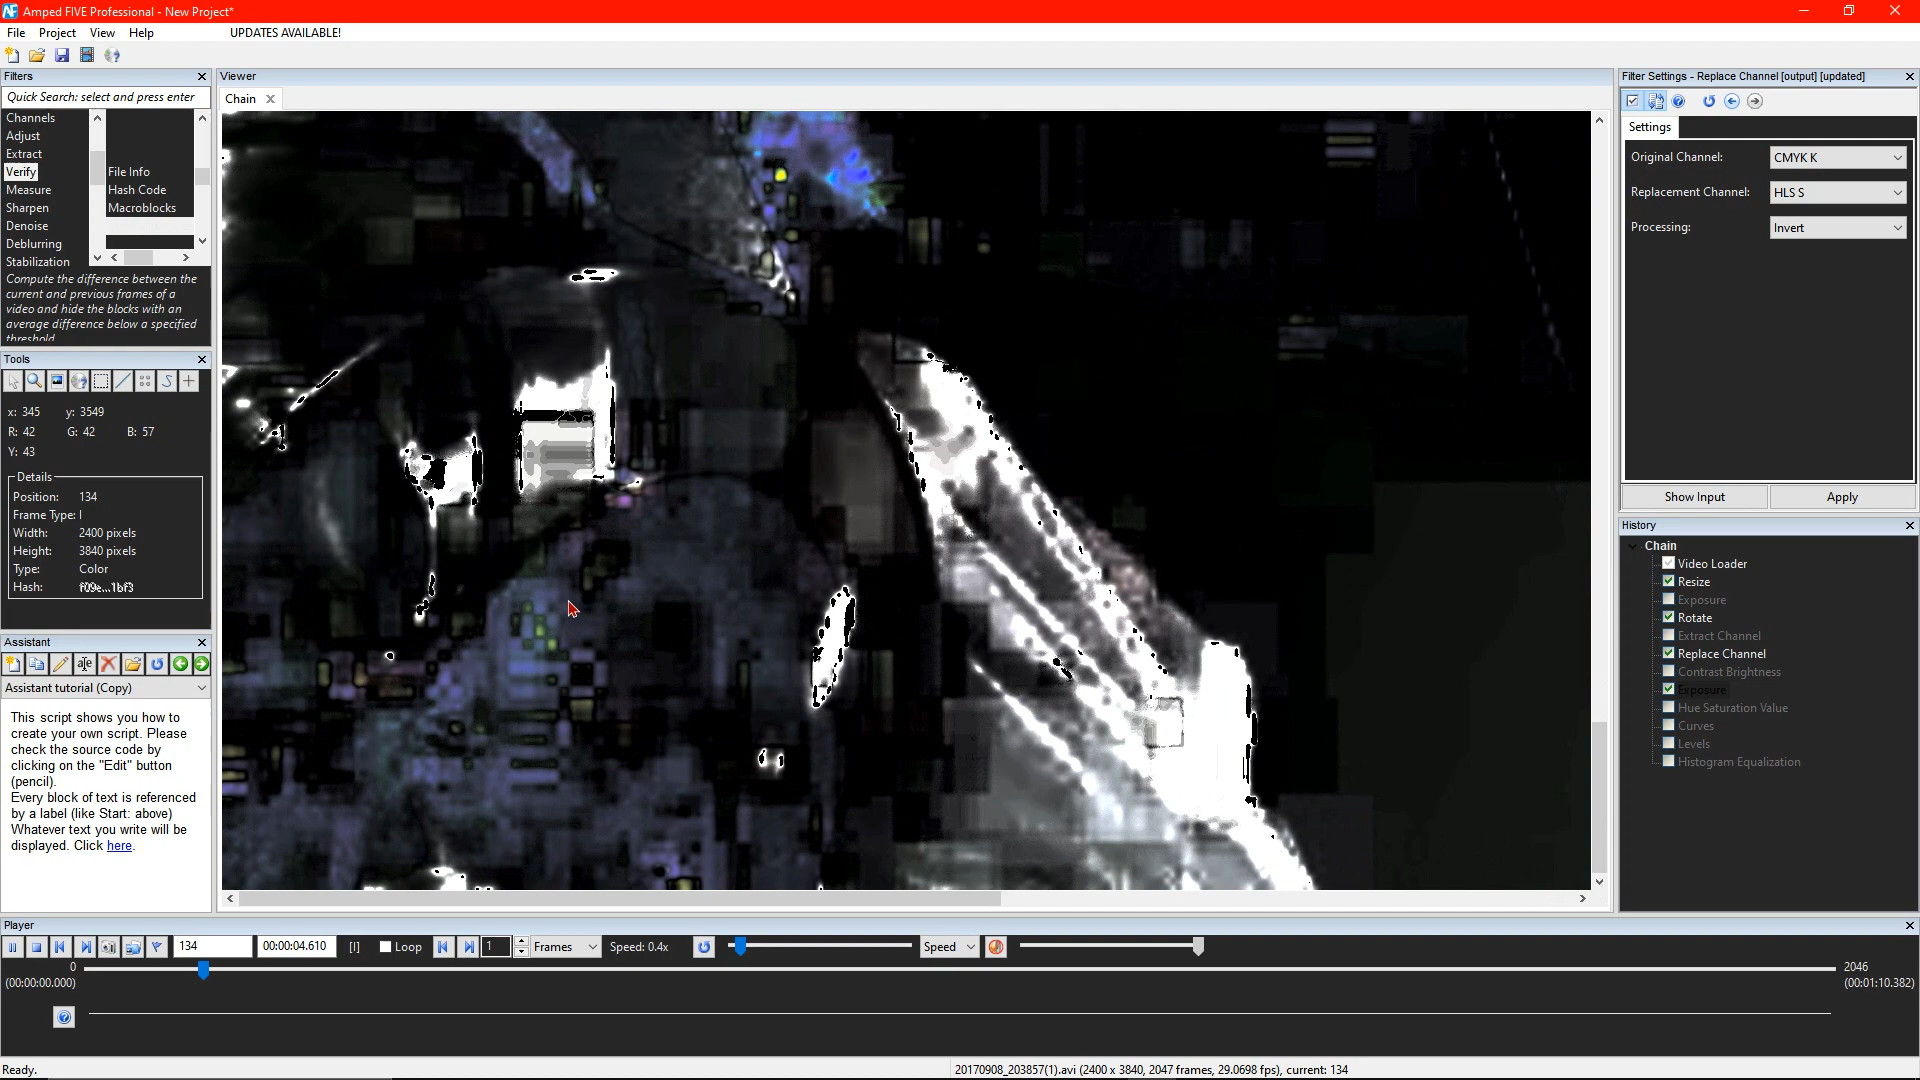 Amped FIVE Professional - New Project*
File Project View Help UPDATES AVAILABLE!
Filters
Quick Search: select and press enter
Channels
Adjust
Extract
Verify
Measure
Sharpen
Denoise
Deblurring
Stabilization
File Info
Hash Code
Macroblocks
Compute the difference between the
current and previous frames of a
video and hide the blocks with an
average difference below a specified
threshold
Tools
x: 345 y: 3549
R: 42 G: 42 B: 57
Y: 43
Details
Position: 134
Frame Type: I
Width: 2400 pixels
Height: 3840 pixels
Type: Color
Hash: f09e...1bf3
Assistant
Assistant tutorial (Copy)
This script shows you how to
create your own script. Please
check the source code by
clicking on the "Edit" button
(pencil).
Every block of text is referenced
by a label (like Start: above)
Whatever text you write will be
displayed. Click here.
Viewer
Chain
Filter Settings - Replace Channel [output] [updated]
Settings
Original Channel: CMYK K
Replacement Channel: HLS S
Processing: Invert
Show Input Apply
History
Chain
Video Loader
Resize
Exposure
Rotate
Extract Channel
Replace Channel
Contrast Brightness
Exposure
Hue Saturation Value
Curves
Levels
Histogram Equalization
Player
134 00:00:04.610 [I] Loop 1 Frames Speed: 0.4x Speed
0 2046
(00:00:00.000) (00:01:10.382)
Ready. 20170908_203857(1).avi (2400 x 3840, 2047 frames, 29.0698 fps), current: 134